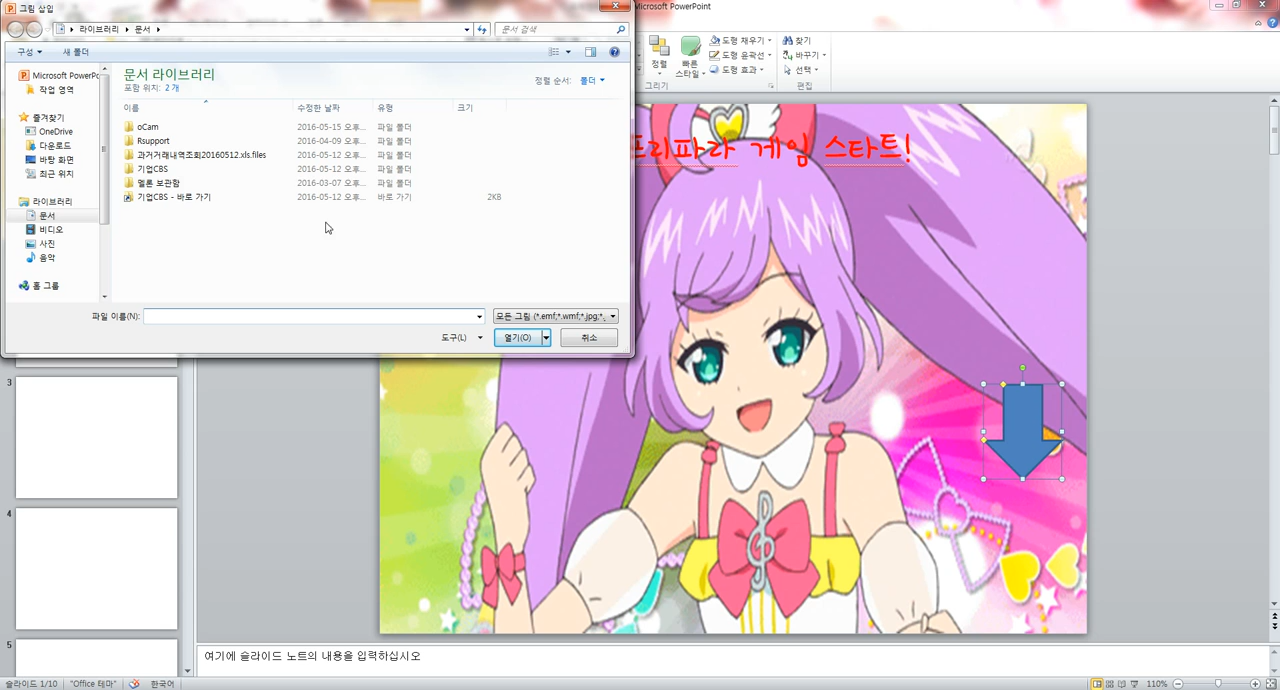 그림 삽입
Microsoft PowerPoint
라이브러리 ▸ 문서 ▸
문서 검색
구성
새 폴더
Microsoft PowerPo
작업 영역
즐겨찾기
OneDrive
다운로드
바탕 화면
최근 위치
라이브러리
문서
비디오
사진
음악
홈 그룹
문서 라이브러리
포함 위치: 2 개
정렬 순서: 폴더
이름 수정한 날짜 유형 크기
oCam 2016-05-15 오후... 파일 폴더
Rsupport 2016-04-09 오후... 파일 폴더
과거거래내역조회20160512.xls.files 2016-05-12 오후... 파일 폴더
기업CBS 2016-05-12 오후... 파일 폴더
멜론 보관함 2016-03-07 오후... 파일 폴더
기업CBS - 바로 가기 2016-05-12 오후... 바로 가기 2KB
파일 이름(N):
모든 그림 (*.emf;*.wmf;*.jpg;*.
도구(L)
열기(O)
취소
정렬
빠른
스타일
도형 채우기
도형 윤곽선
도형 효과
그리기
찾기
바꾸기
선택
편집
프리파라 게임 스타트!
3
4
5
여기에 슬라이드 노트의 내용을 입력하십시오
슬라이드 1/10
"Office 테마"
한국어
110%